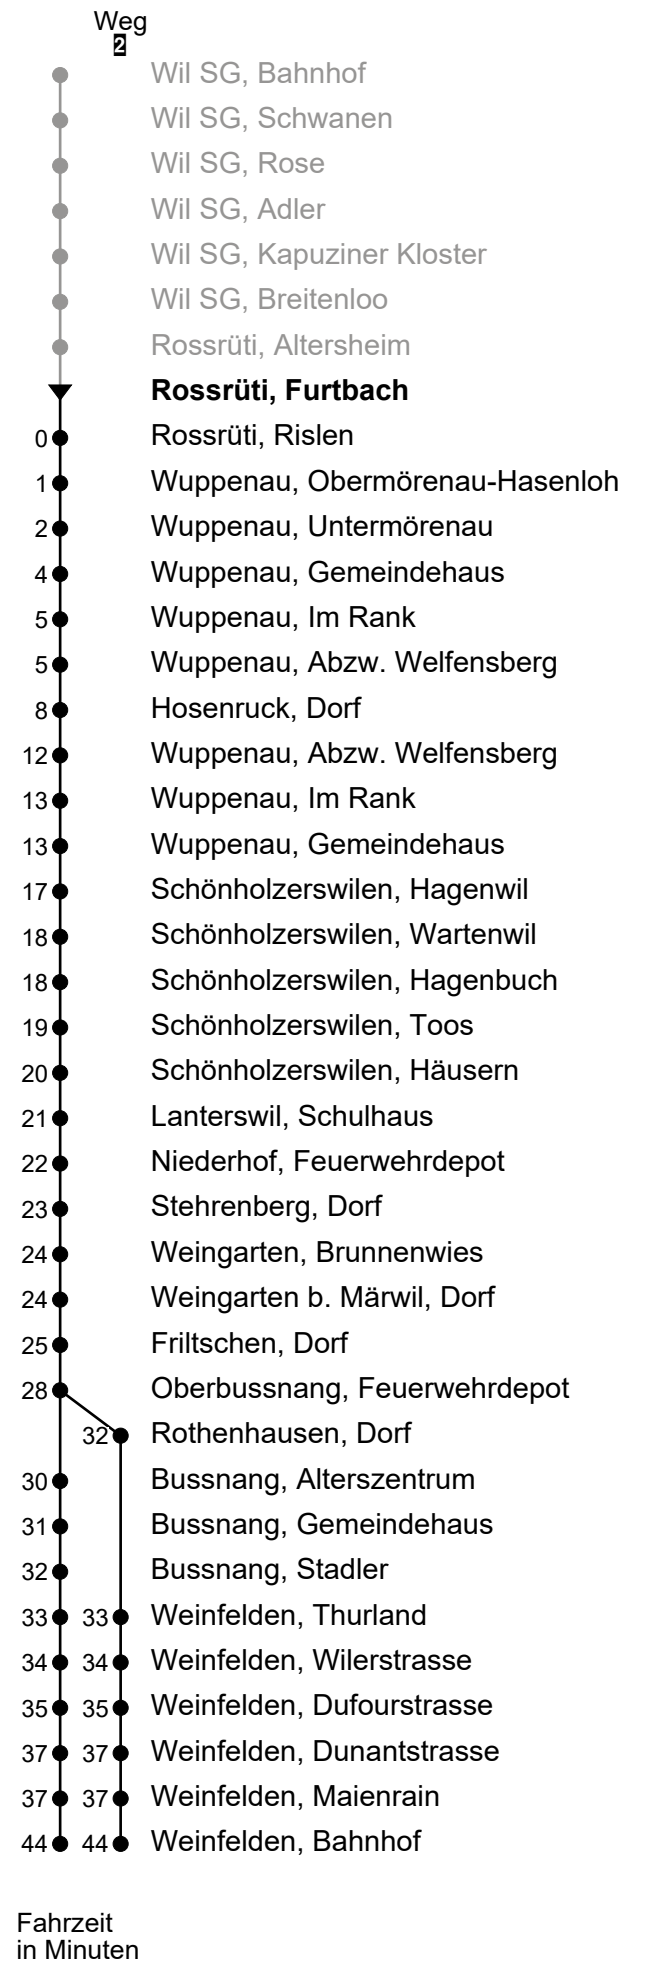 Weg
2
Wil SG, Bahnhof
Wil SG, Schwanen
Wil SG, Rose
Wil SG, Adler
Wil SG, Kapuziner Kloster
Wil SG, Breitenloo
Rossrüti, Altersheim
Rossrüti, Furtbach
0 Rossrüti, Rislen
1 Wuppenau, Obermörenau-Hasenloh
2 Wuppenau, Untermörenau
4 Wuppenau, Gemeindehaus
5 Wuppenau, Im Rank
5 Wuppenau, Abzw. Welfensberg
8 Hosenruck, Dorf
12 Wuppenau, Abzw. Welfensberg
13 Wuppenau, Im Rank
13 Wuppenau, Gemeindehaus
17 Schönholzerswilen, Hagenwil
18 Schönholzerswilen, Wartenwil
18 Schönholzerswilen, Hagenbuch
19 Schönholzerswilen, Toos
20 Schönholzerswilen, Häusern
21 Lanterswil, Schulhaus
22 Niederhof, Feuerwehrdepot
23 Stehrenberg, Dorf
24 Weingarten, Brunnenwies
24 Weingarten b. Märwil, Dorf
25 Friltschen, Dorf
28 Oberbussnang, Feuerwehrdepot
32 Rothenhausen, Dorf
30 Bussnang, Alterszentrum
31 Bussnang, Gemeindehaus
32 Bussnang, Stadler
33 33 Weinfelden, Thurland
34 34 Weinfelden, Wilerstrasse
35 35 Weinfelden, Dufourstrasse
37 37 Weinfelden, Dunantstrasse
37 37 Weinfelden, Maienrain
44 44 Weinfelden, Bahnhof
Fahrzeit
in Minuten